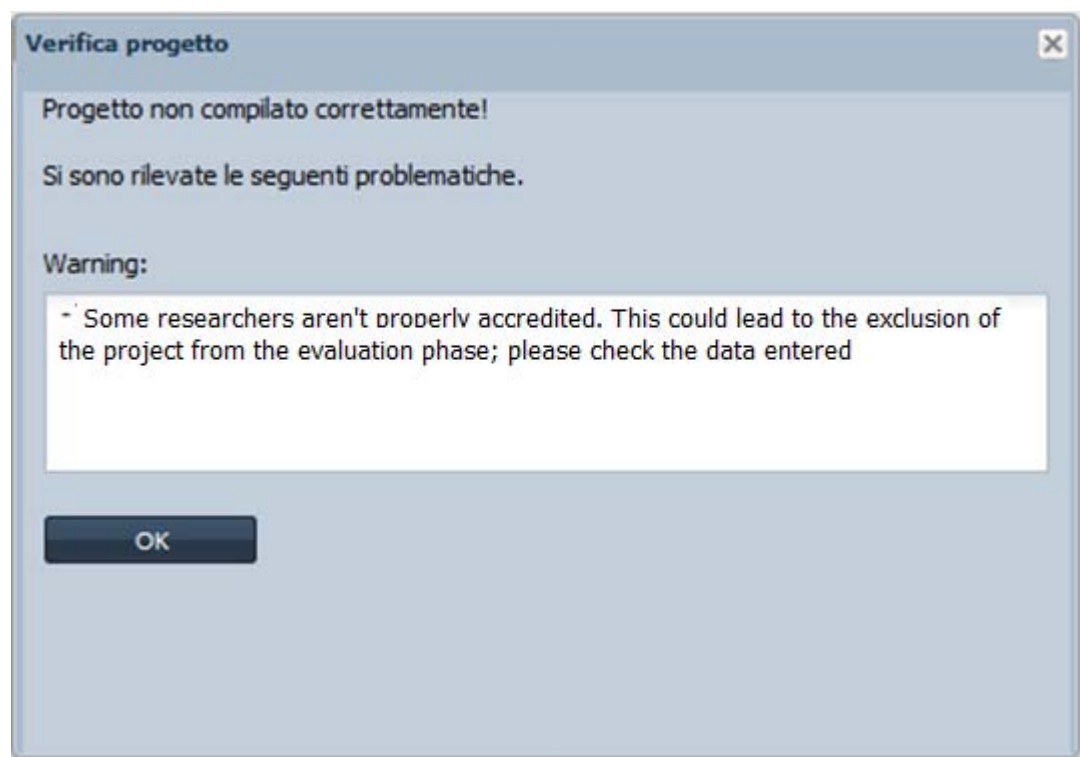 Verifica progetto
Progetto non compilato correttamente!
Si sono rilevate le seguenti problematiche.
Warning:
- Some researchers aren't properly accredited. This could lead to the exclusion of
the project from the evaluation phase; please check the data entered
OK